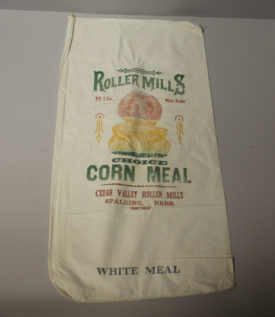 ROLLER MILLS
CHOICE
CORN MEAL
CEDAR VALLEY ROLLER MILLS
SPALDING, NEBR
WHITE MEAL